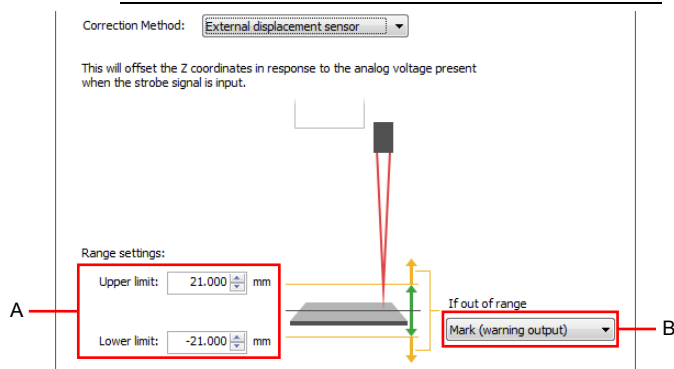 Correction Method: External displacement sensor
This will offset the Z coordinates in response to the analog voltage present
when the strobe signal is input.
Range settings:
Upper limit: 21.000 mm
If out of range
A
Mark (warning output)
B
Lower limit: -21.000 mm